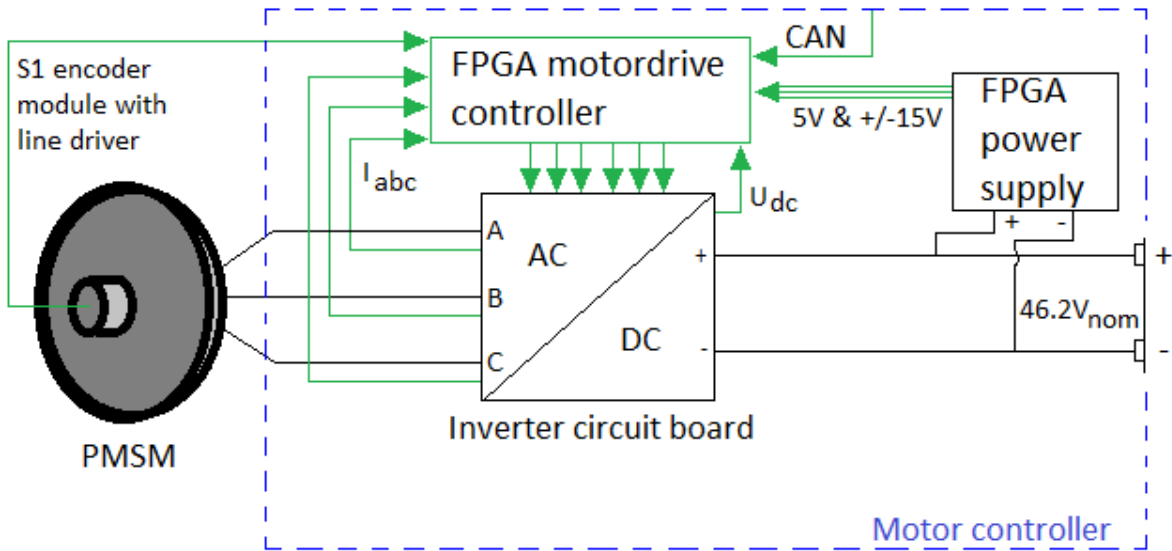 CAN
S1 encoder
module with
line driver
FPGA motordrive
controller
5V & +/-15V
FPGA
power
supply
+ -
I abc
U dc
A
B
C
AC
DC
+
-
+
46.2V nom
-
Inverter circuit board
PMSM
Motor controller